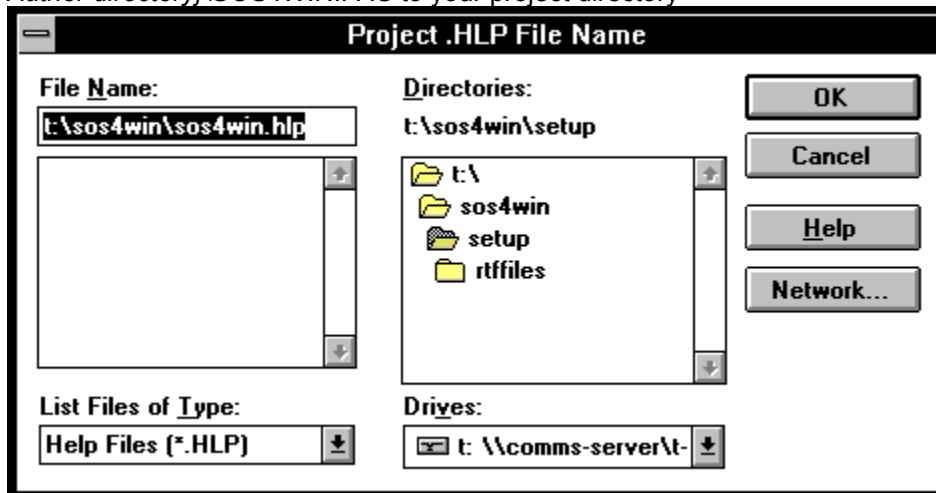 Project .HLP File Name
File Name:
t:\sos4win\sos4win.hlp
List Files of Type:
Help Files (*.HLP)
Directories:
t:\sos4win\setup
t:\
sos4win
setup
rtffiles
Drives:
t: \\comms-server\t-
OK
Cancel
Help
Network...